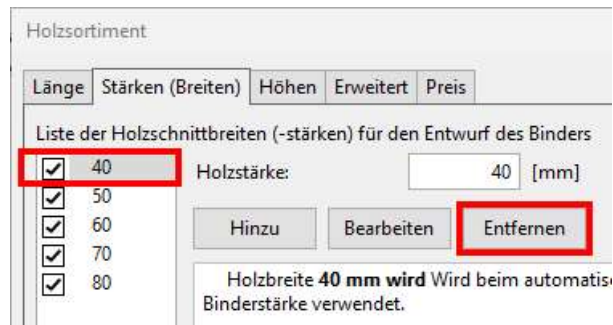 Holzsortiment
Länge Stärken (Breiten) Höhen Erweitert Preis
Liste der Holzschnittbreiten (-stärken) für den Entwurf des Binders
40 Holzstärke: 40 [mm]
50
60 Hinzu Bearbeiten Entfernen
70
80 Holzbreite 40 mm wird Wird beim
Binderstärke verwendet.